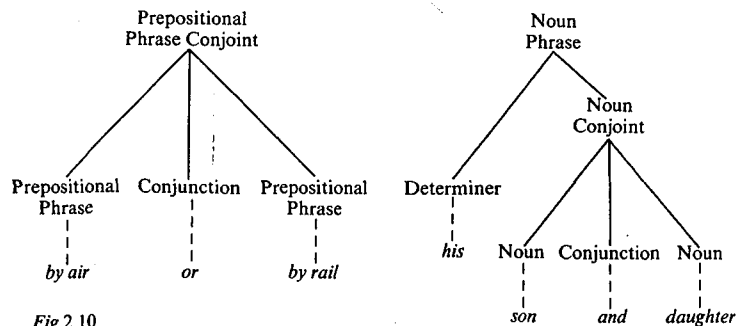 Prepositional
Phrase Conjoint
Prepositional
Phrase
Conjunction
Prepositional
Phrase
by air
or
by rail
Fig 2.10
Noun
Phrase
Noun
Conjoint
Determiner
his
Noun
Conjunction
Noun
son
and
daughter